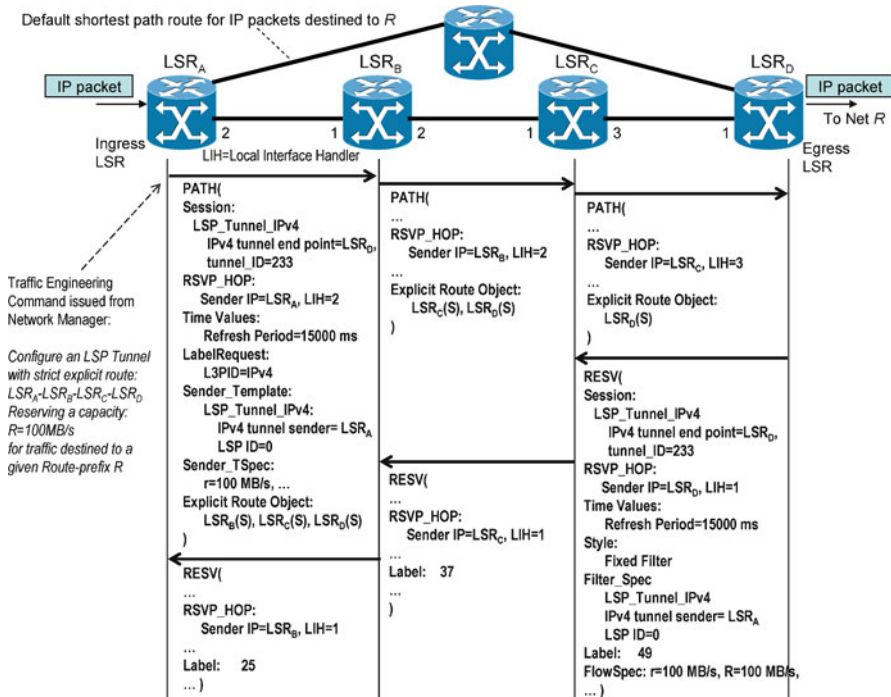 Default shortest path route for IP packets destined to R
LSRA
LSRB
LSRC
LSRD
IP packet
IP packet
To Net R
2
1
2
1
3
1
Ingress
LSR
Egress
LSR
LIH=Local Interface Handler
Traffic Engineering
Command issued from
Network Manager:
Configure an LSP Tunnel
with strict explicit route:
LSRA-LSRB-LSRC-LSRD
Reserving a capacity:
R=100MB/s
for traffic destined to a
given Route-prefix R
PATH(
Session:
LSP_Tunnel_IPv4
IPv4 tunnel end point=LSRD,
tunnel_ID=233
RSVP_HOP:
Sender IP=LSRA, LIH=2
Time Values:
Refresh Period=15000 ms
LabelRequest:
L3PID=IPv4
Sender_Template:
LSP_Tunnel_IPv4:
IPv4 tunnel sender= LSRA
LSP ID=0
Sender_TSpec:
r=100 MB/s, ...
Explicit Route Object:
LSRB(S), LSRC(S), LSRD(S)
)
PATH(
...
RSVP_HOP:
Sender IP=LSRB, LIH=2
...
Explicit Route Object:
LSRC(S), LSRD(S)
)
PATH(
...
RSVP_HOP:
Sender IP=LSRC, LIH=3
...
Explicit Route Object:
LSRD(S)
)
RESV(
Session:
LSP_Tunnel_IPv4
IPv4 tunnel end point=LSRD,
tunnel_ID=233
RSVP_HOP:
Sender IP=LSRD, LIH=1
Time Values:
Refresh Period=15000 ms
Style:
Fixed Filter
Filter_Spec
LSP_Tunnel_IPv4
IPv4 tunnel sender= LSRA
LSP ID=0
Label: 49
FlowSpec: r=100 MB/s, R=100 MB/s,
... )
RESV(
...
RSVP_HOP:
Sender IP=LSRC, LIH=1
...
Label: 37
...
)
RESV(
...
RSVP_HOP:
Sender IP=LSRB, LIH=1
...
Label: 25
... )